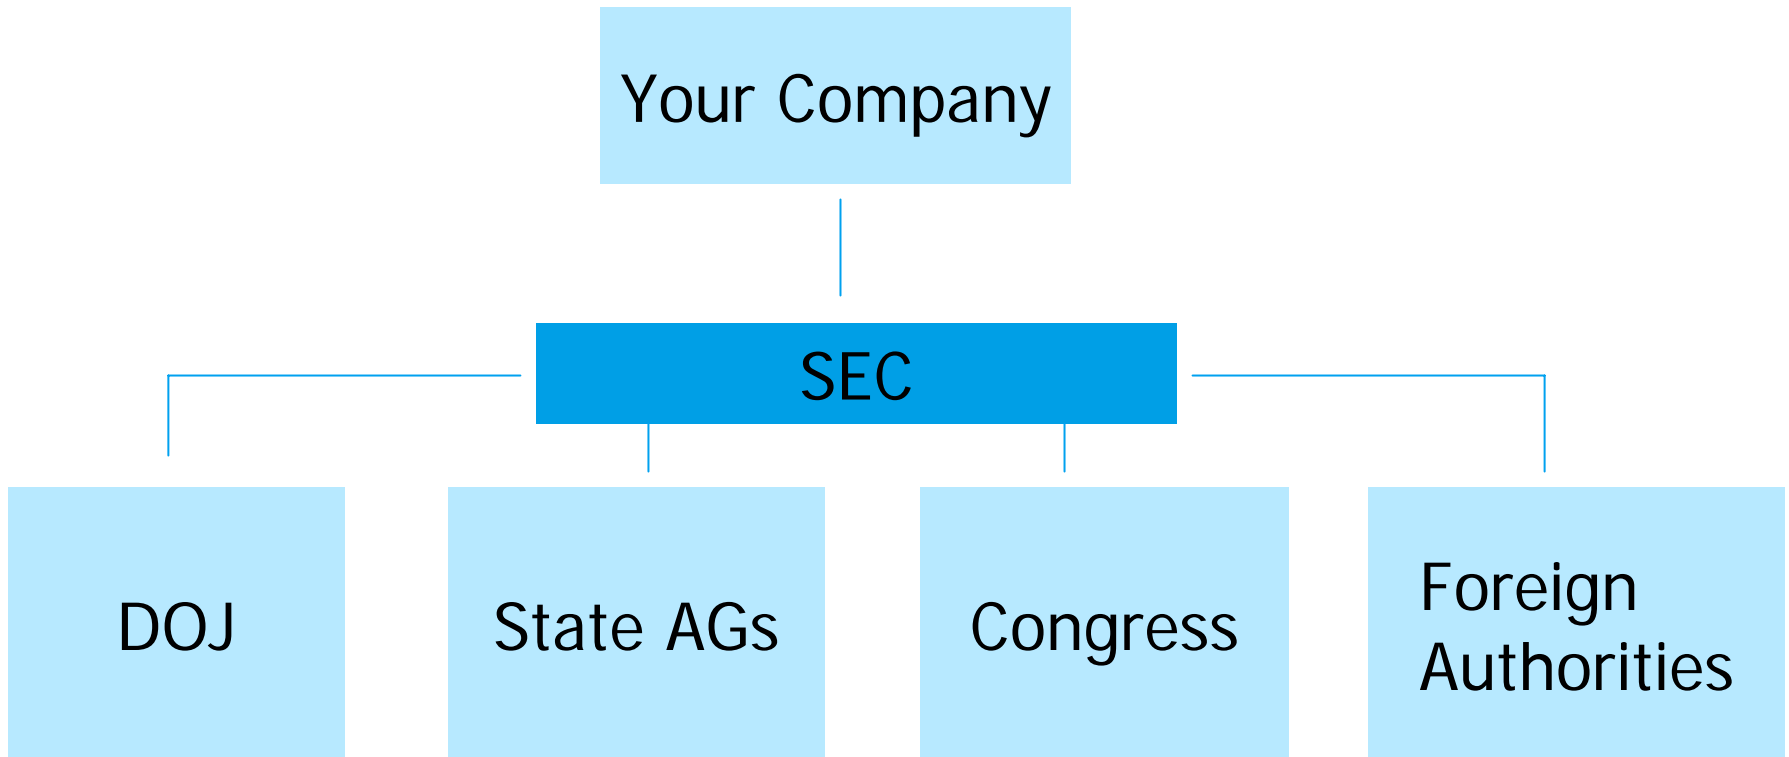 Your Company
SEC
DOJ
State AGs
Congress
Foreign
Authorities